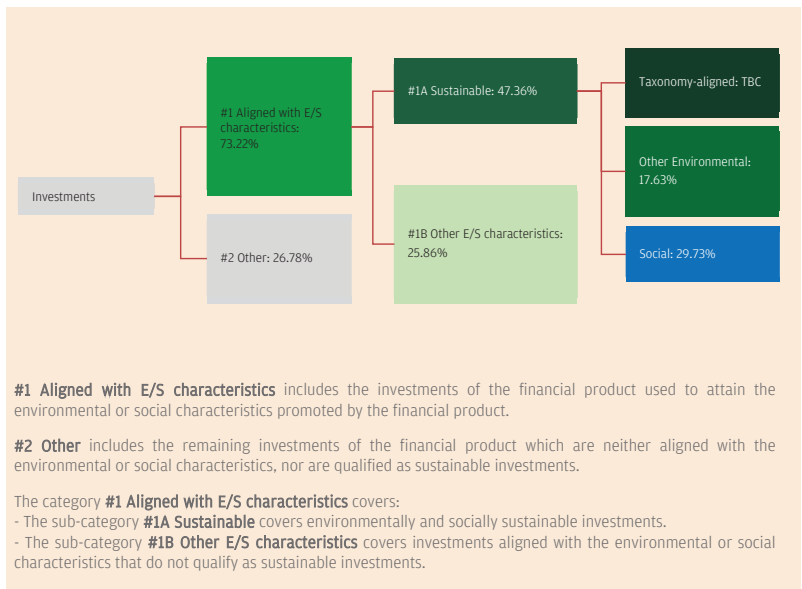 Investments
#1 Aligned with E/S
characteristics:
73.22%
#2 Other: 26.78%
#1A Sustainable: 47.36%
#1B Other E/S characteristics:
25.86%
Taxonomy-aligned: TBC
Other Environmental:
17.63%
Social: 29.73%
#1 Aligned with E/S characteristics includes the investments of the financial product used to attain the
environmental or social characteristics promoted by the financial product.
#2 Other includes the remaining investments of the financial product which are neither aligned with the
environmental or social characteristics, nor are qualified as sustainable investments.
The category #1 Aligned with E/S characteristics covers:
- The sub-category #1A Sustainable covers environmentally and socially sustainable investments.
- The sub-category #1B Other E/S characteristics covers investments aligned with the environmental or social
characteristics that do not qualify as sustainable investments.